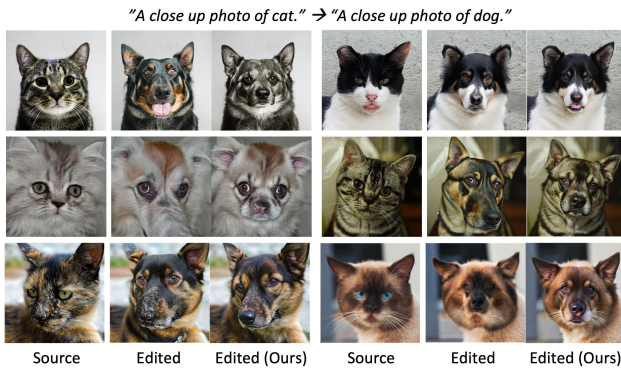 ”A close up photo of cat.” → “A close up photo of dog.”
Source Edited Edited (Ours) Source Edited Edited (Ours)